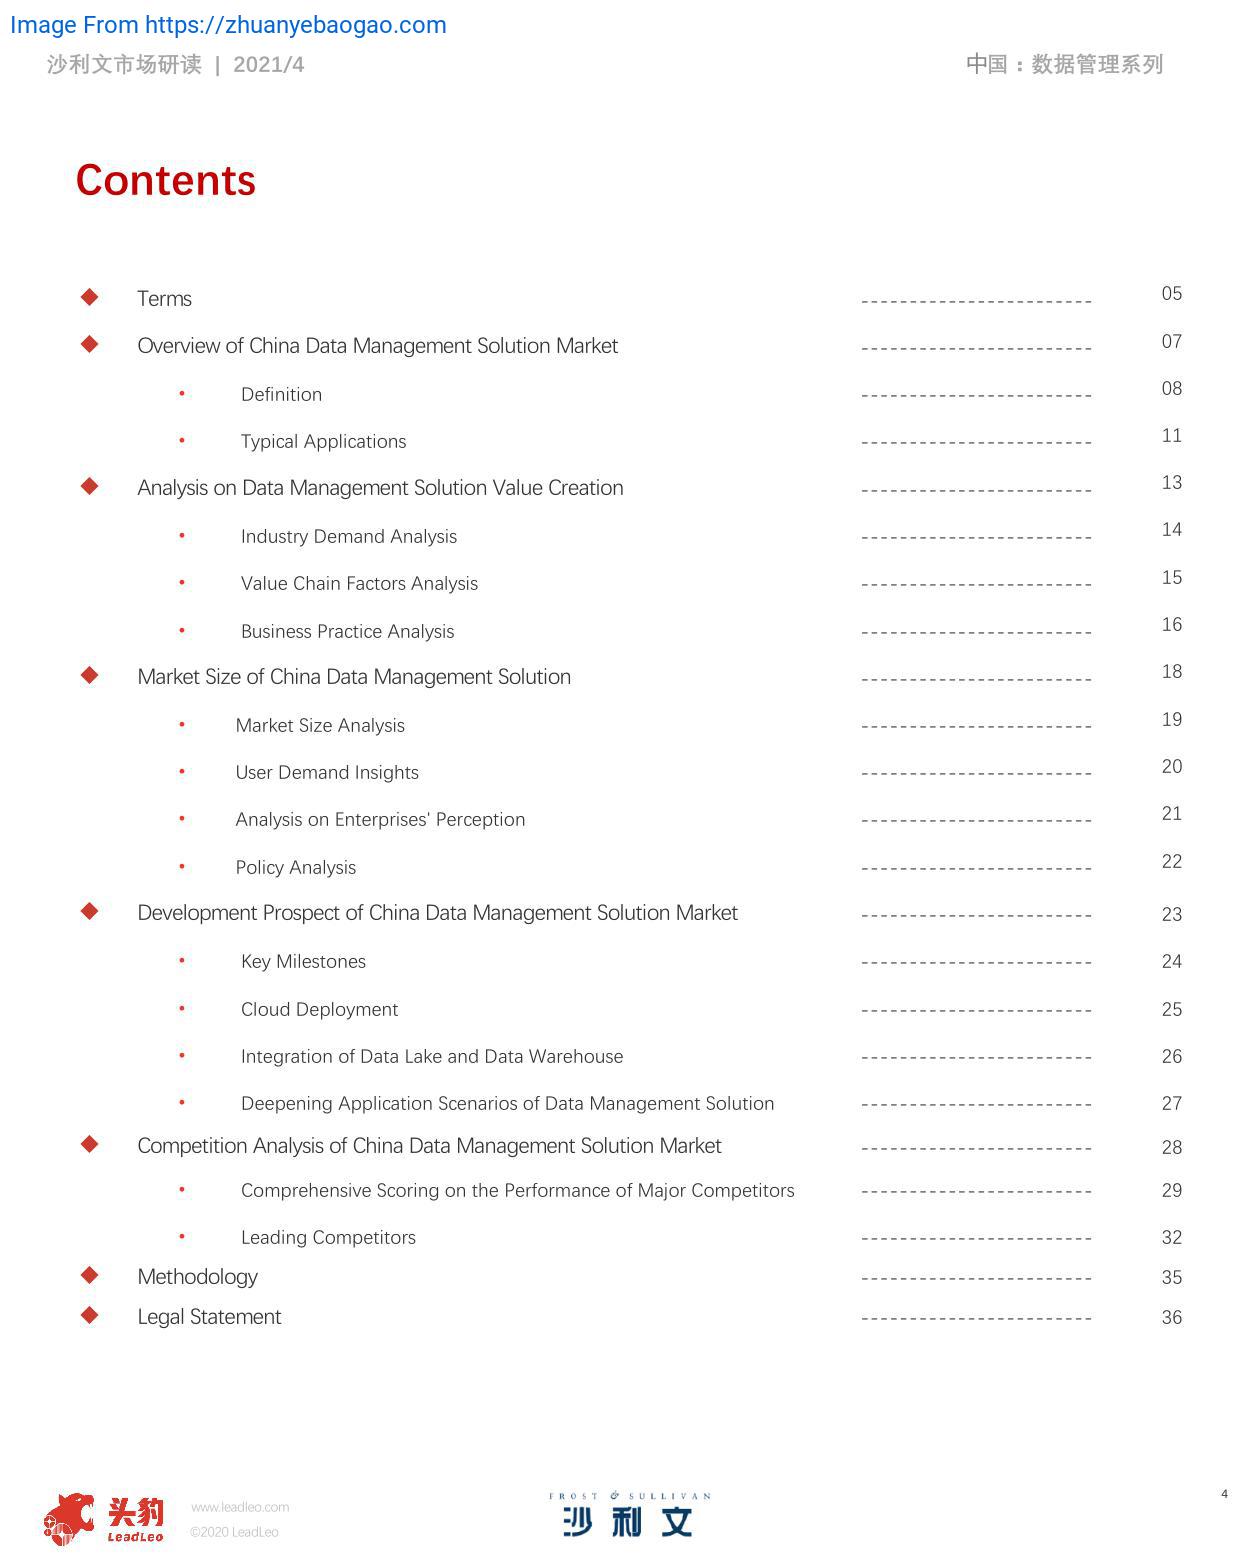 Image From https://zhuanyebaogao.com
沙利文市场研读 | 2021/4 中国：数据管理系列
Contents
Terms ------------------------ 05
Overview of China Data Management Solution Market ------------------------ 07
Definition ------------------------ 08
Typical Applications ------------------------ 11
Analysis on Data Management Solution Value Creation ------------------------ 13
Industry Demand Analysis ------------------------ 14
Value Chain Factors Analysis ------------------------ 15
Business Practice Analysis ------------------------ 16
Market Size of China Data Management Solution ------------------------ 18
Market Size Analysis ------------------------ 19
User Demand Insights ------------------------ 20
Analysis on Enterprises' Perception ------------------------ 21
Policy Analysis ------------------------ 22
Development Prospect of China Data Management Solution Market ------------------------ 23
Key Milestones ------------------------ 24
Cloud Deployment ------------------------ 25
Integration of Data Lake and Data Warehouse ------------------------ 26
Deepening Application Scenarios of Data Management Solution ------------------------ 27
Competition Analysis of China Data Management Solution Market ------------------------ 28
Comprehensive Scoring on the Performance of Major Competitors ------------------------ 29
Leading Competitors ------------------------ 32
Methodology ------------------------ 35
Legal Statement ------------------------ 36
头豹
LeadLeo
www.leadleo.com
©2020 LeadLeo
FROST & SULLIVAN
沙利文
4